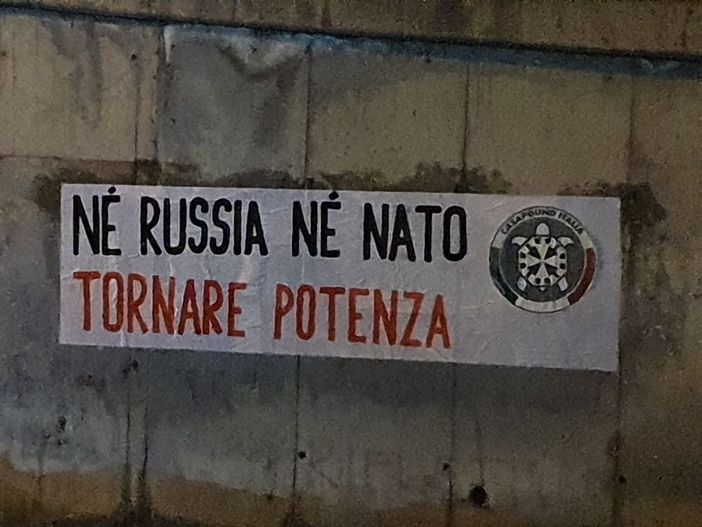 NÉ RUSSIA NÉ NATO
TORNARE POTENZA
CASAPOUND ITALIA